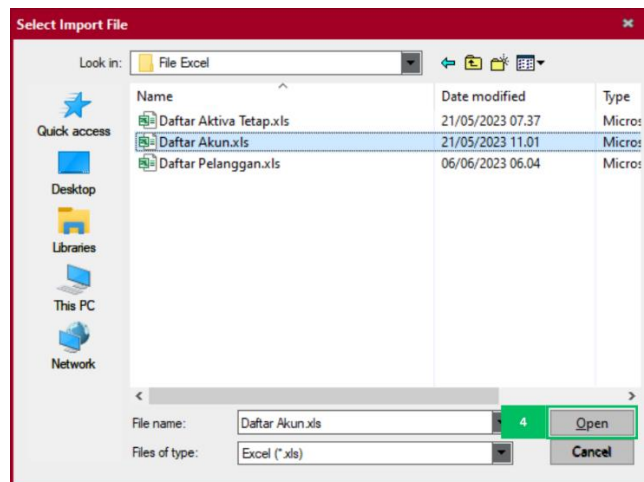 Select Import File
Look in: File Excel
Name Date modified Type
Daftar Aktiva Tetap.xls 21/05/2023 07.37 Micros
Daftar Akun.xls 21/05/2023 11.01 Micros
Daftar Pelanggan.xls 06/06/2023 06.04 Micros
Quick access
Desktop
Libraries
This PC
Network
File name: Daftar Akun.xls 4 Open
Files of type: Excel (*.xls) Cancel